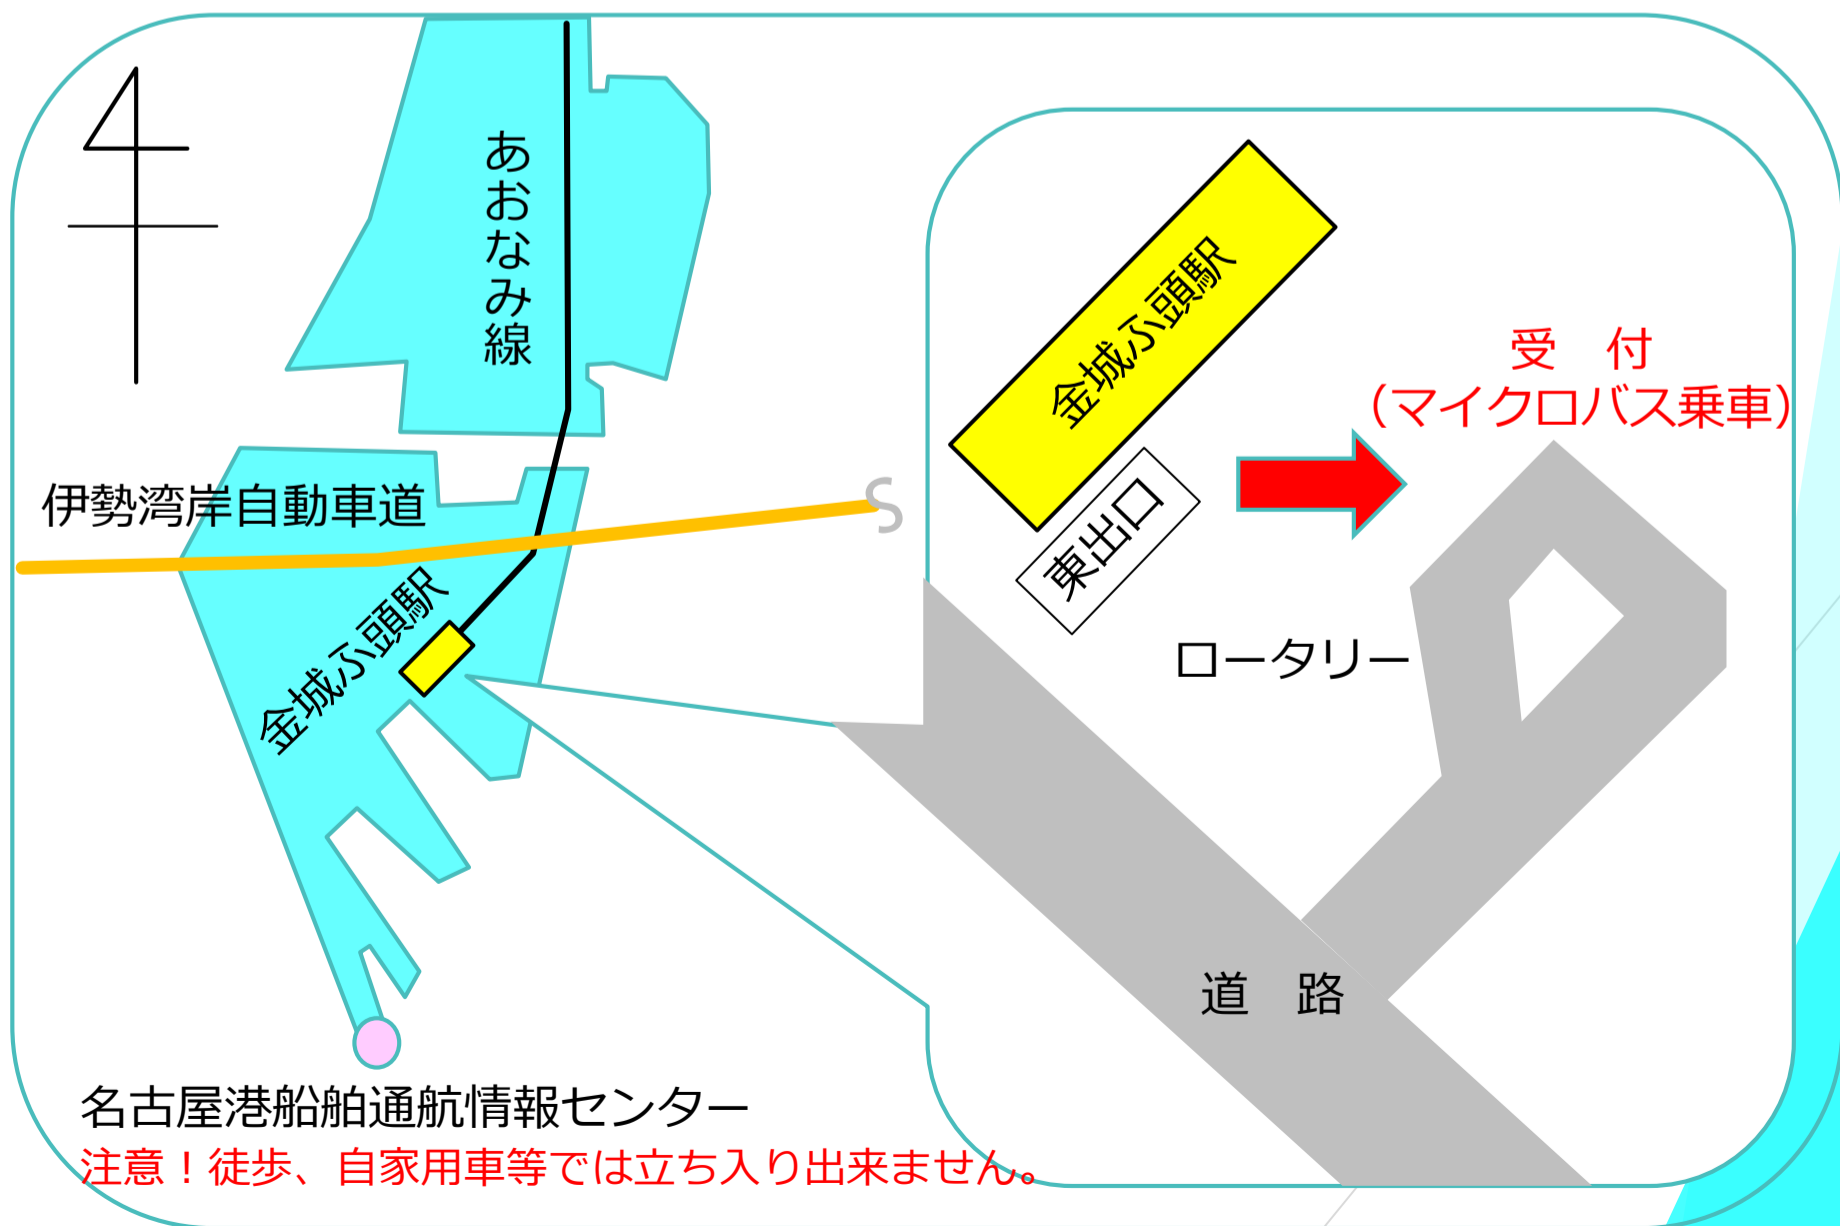 あおなみ線
伊勢湾岸自動車道
金城ふ頭駅
名古屋港船舶通航情報センター
注意！徒歩、自家用車等では立ち入り出来ません。
金城ふ頭駅
東出口
受　付
（マイクロバス乗車）
ロータリー
道　路